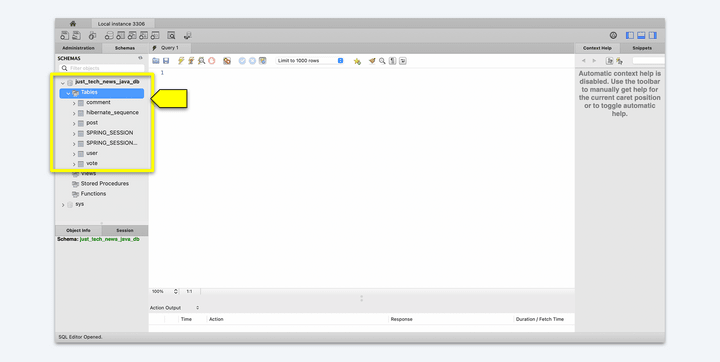 Local instance 3306
Administration
Schemas
Query 1
Context Help
Snippets
SCHEMAS
Filter objects
Limit to 1000 rows
just_tech_news_java_db
Tables
comment
hibernate_sequence
post
SPRING_SESSION
SPRING_SESSION...
user
vote
Views
Stored Procedures
Functions
sys
1
Automatic context help is
disabled. Use the toolbar
to manually get help for
the current caret position
or to toggle automatic
help.
Object Info
Session
Schema: just_tech_news_java_db
100%
1:1
Action Output
Time
Action
Response
Duration / Fetch Time
SQL Editor Opened.